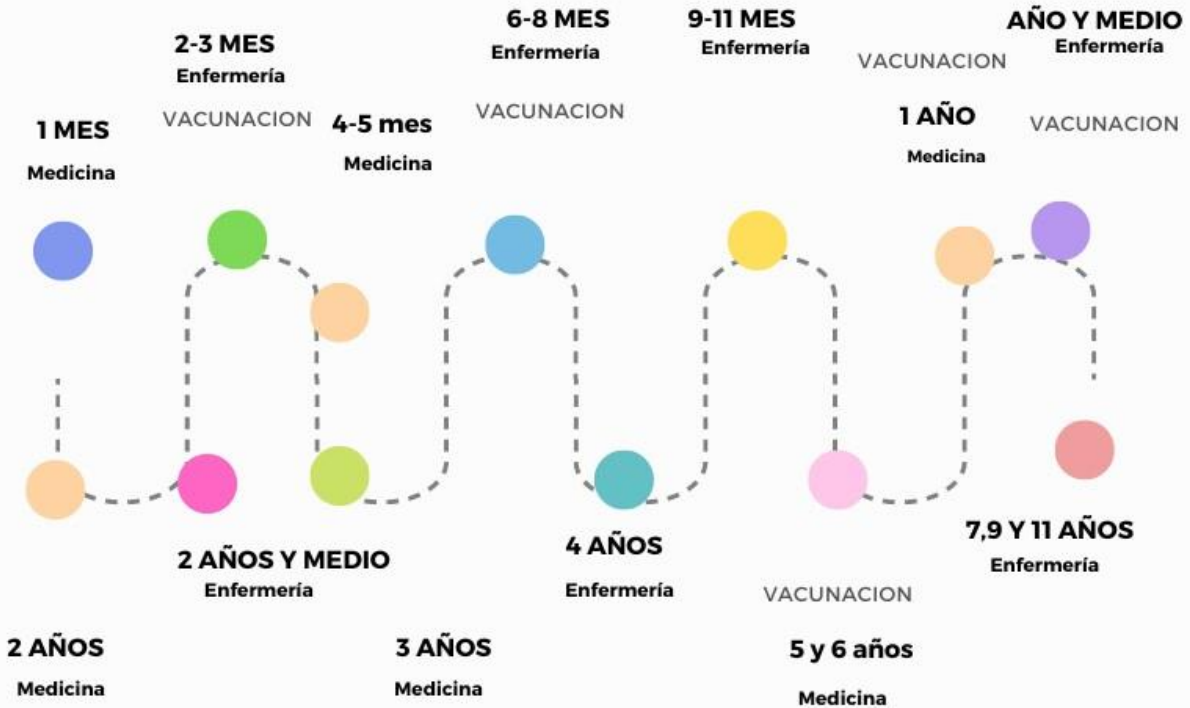 1 MES
Medicina
2-3 MES
Enfermería
VACUNACION
4-5 mes
Medicina
6-8 MES
Enfermería
VACUNACION
9-11 MES
Enfermería
VACUNACION
1 AÑO
Medicina
AÑO Y MEDIO
Enfermería
VACUNACION
2 AÑOS
Medicina
2 AÑOS Y MEDIO
Enfermería
3 AÑOS
Medicina
4 AÑOS
Enfermería
VACUNACION
5 y 6 años
Medicina
7,9 Y 11 AÑOS
Enfermería